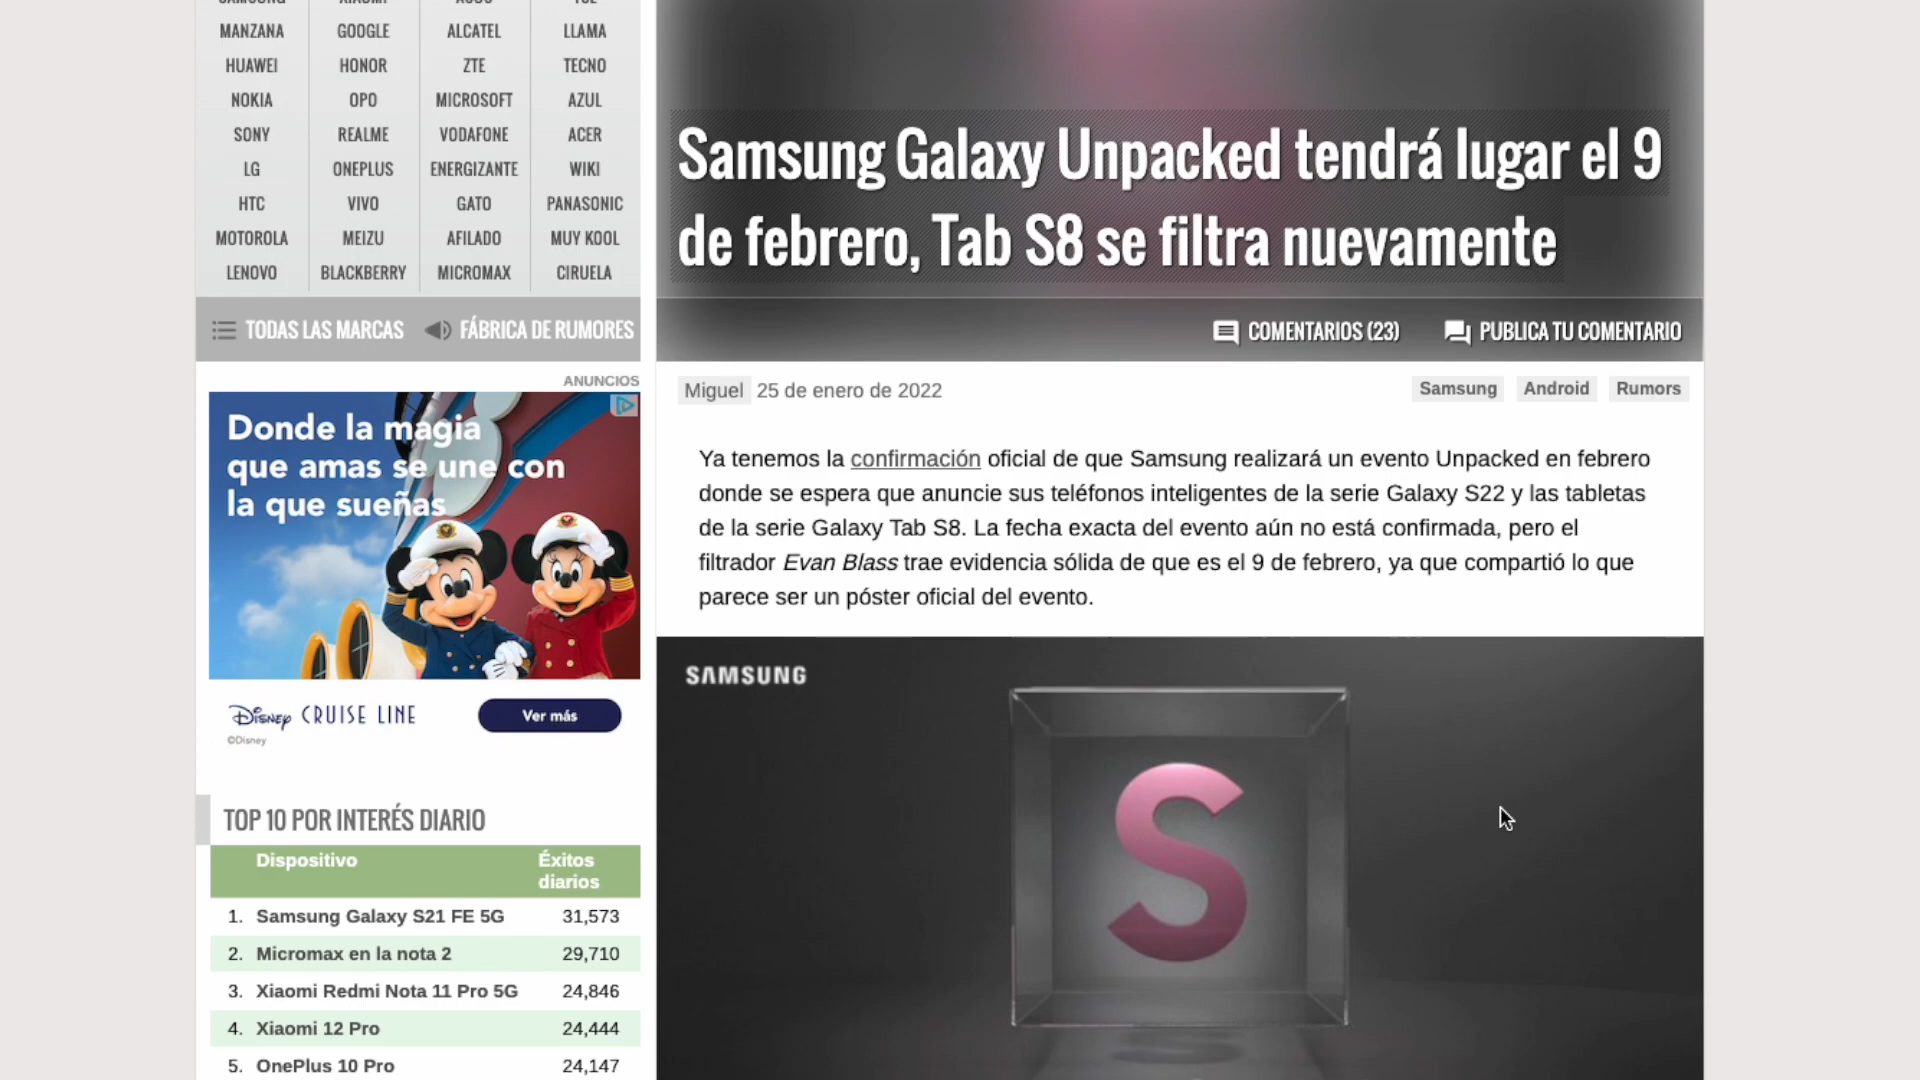 MANZANA GOOGLE ALCATEL LLAMA
HUAWEI HONOR ZTE TECNO
NOKIA OPO MICROSOFT AZUL
SONY REALME VODAFONE ACER
LG ONEPLUS ENERGIZANTE WIKI
HTC VIVO GATO PANASONIC
MOTOROLA MEIZU AFILADO MUY KOOL
LENOVO BLACKBERRY MICROMAX CIRUELA
TODAS LAS MARCAS FÁBRICA DE RUMORES
ANUNCIOS
Donde la magia
que amas se une con
la que sueñas
Disney CRUISE LINE
Ver más
©Disney
TOP 10 POR INTERÉS DIARIO
Dispositivo Éxitos
diarios
1. Samsung Galaxy S21 FE 5G 31,573
2. Micromax en la nota 2 29,710
3. Xiaomi Redmi Nota 11 Pro 5G 24,846
4. Xiaomi 12 Pro 24,444
5. OnePlus 10 Pro 24,147
Samsung Galaxy Unpacked tendrá lugar el 9
de febrero, Tab S8 se filtra nuevamente
COMENTARIOS (23) PUBLICA TU COMENTARIO
Miguel 25 de enero de 2022 Samsung Android Rumors
Ya tenemos la confirmación oficial de que Samsung realizará un evento Unpacked en febrero
donde se espera que anuncie sus teléfonos inteligentes de la serie Galaxy S22 y las tabletas
de la serie Galaxy Tab S8. La fecha exacta del evento aún no está confirmada, pero el
filtrador Evan Blass trae evidencia sólida de que es el 9 de febrero, ya que compartió lo que
parece ser un póster oficial del evento.
SAMSUNG
S